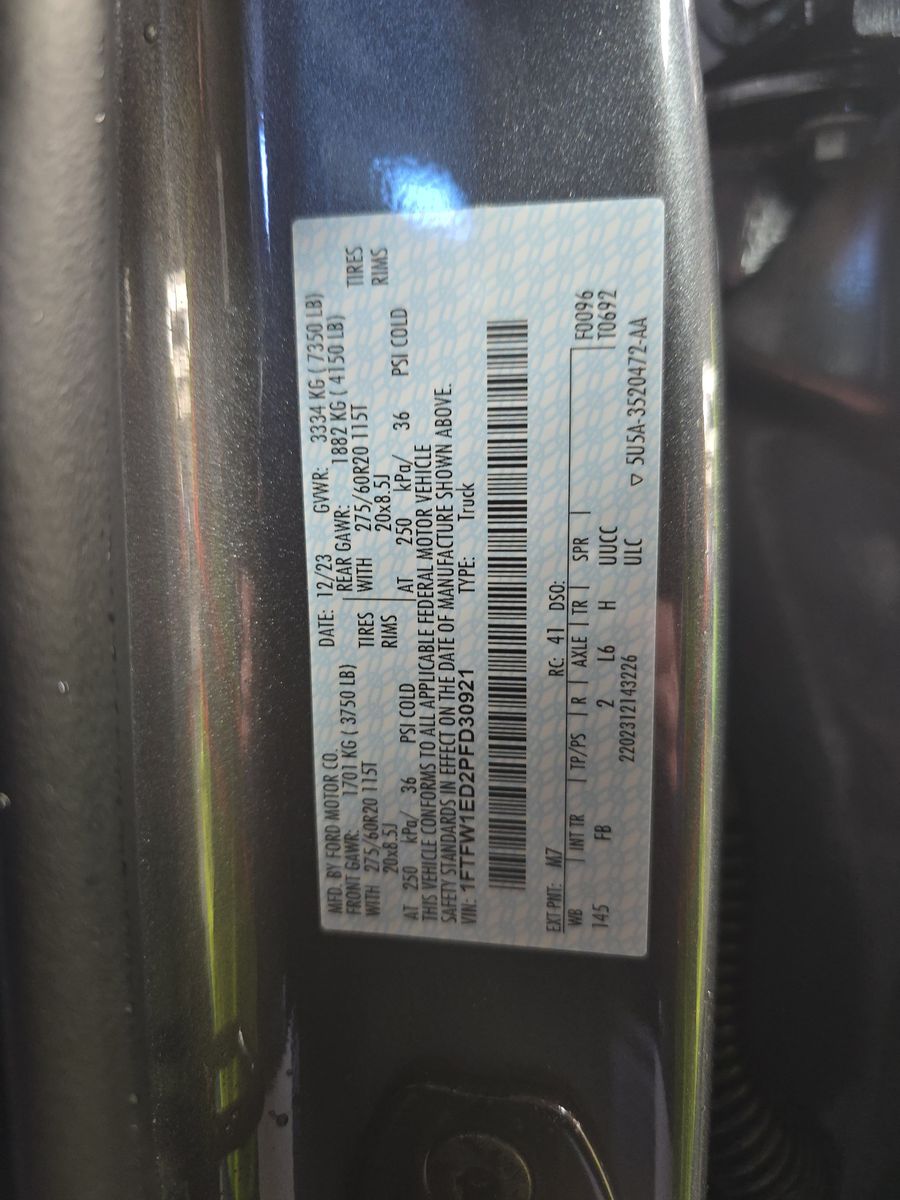 MFD. BY FORD MOTOR CO. DATE: 12/23 GVWR: 3334 KG ( 7350 LB)
FRONT GAWR: 1701 KG ( 3750 LB) REAR GAWR: 1882 KG ( 4150 LB)
WITH 275/60R20 115T TIRES WITH 275/60R20 115T TIRES
20x8.5J RIMS 20x8.5J RIMS
AT 250 kPa/ 36 PSI COLD AT 250 kPa/ 36 PSI COLD
THIS VEHICLE CONFORMS TO ALL APPLICABLE FEDERAL MOTOR VEHICLE
SAFETY STANDARDS IN EFFECT ON THE DATE OF MANUFACTURE SHOWN ABOVE.
VIN: 1FTFW1ED2PFD30921 TYPE: Truck
EXT PNT: M7 RC: 41 DSO:
WB INT TR TP/PS R AXLE TR SPR F0096
145 FB 2 L6 H UUCC T0692
2202312143226 ULC ▽ 5U5A-3520472-AA